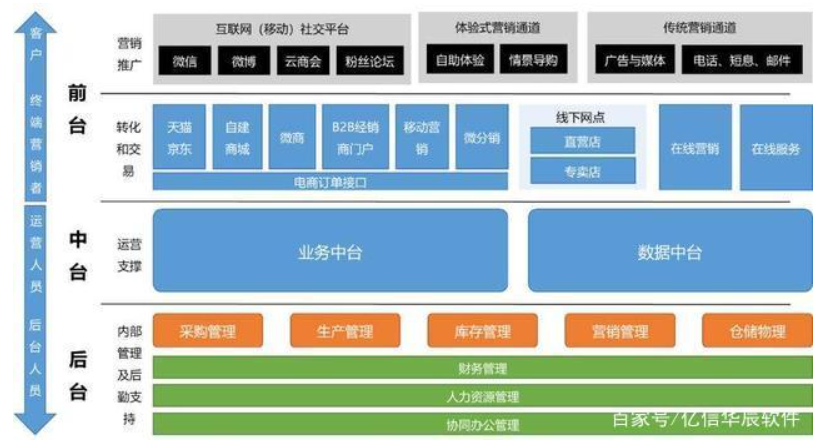 客户 终端营销者
运营人员 后台人员
前台
营销
推广
互联网（移动）社交平台
微信
微博
云商会
粉丝论坛
体验式营销通道
自助体验
情景导购
传统营销通道
广告与媒体
电话、短息、邮件
转化
和交
易
天猫
京东
自建
商城
微商
B2B经销
商门户
移动营
销
微分销
电商订单接口
线下网点
直营店
专卖店
在线营销
在线服务
中台
运营
支撑
业务中台
数据中台
后台
内部
管理
及后
勤支
持
采购管理
生产管理
库存管理
营销管理
仓储物理
财务管理
人力资源管理
协同办公管理
百家号/亿信华辰软件